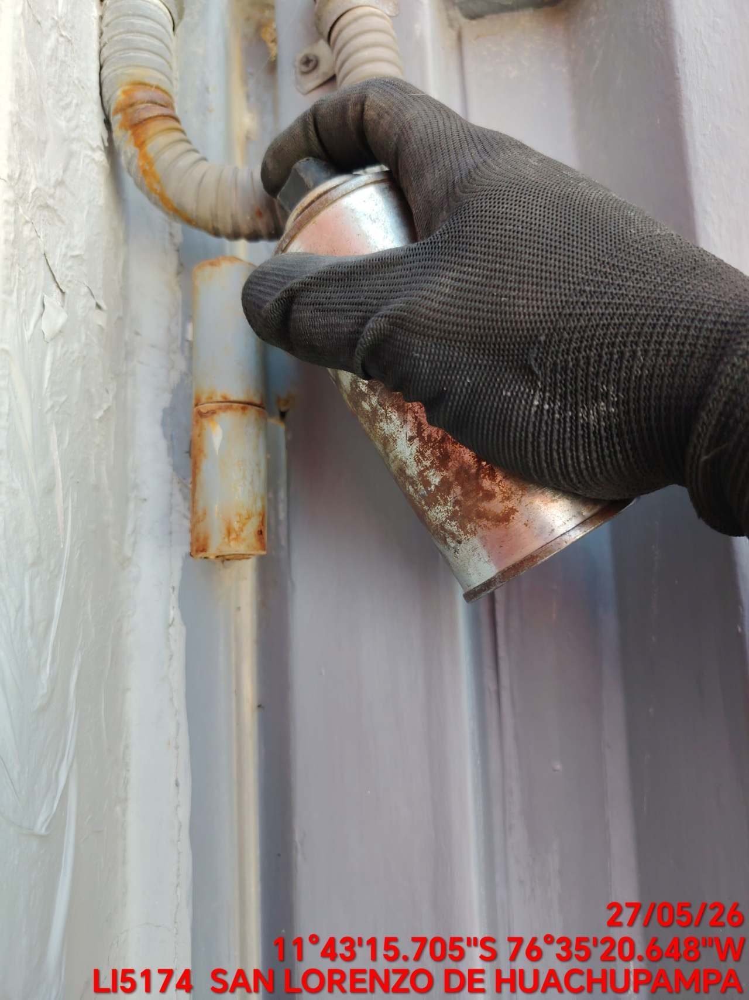 27/05/26
11°43'15.705"S 76°35'20.648"W
LI5174 SAN LORENZO DE HUACHUPAMPA